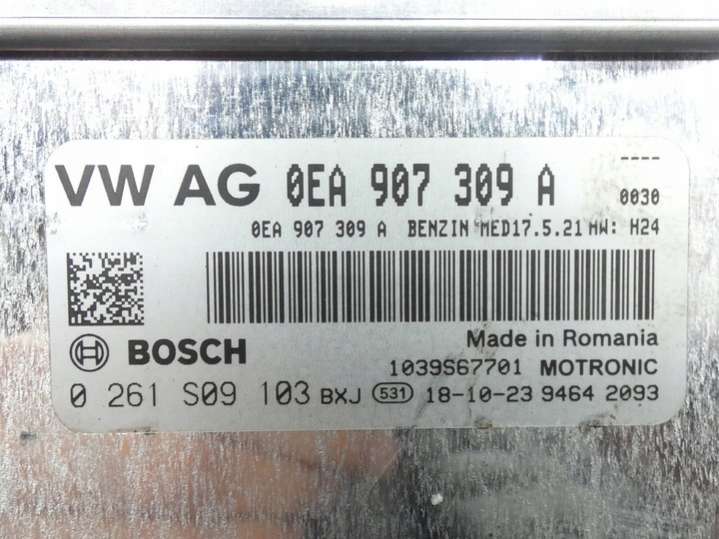 ----
VW AG 0EA 907 309 A 0030
0EA 907 309 A BENZIN MED17.5.21 HW: H24
Made in Romania
BOSCH 1039S67701 MOTRONIC
0 261 S09 103 BXJ 531 18-10-23 9464 2093